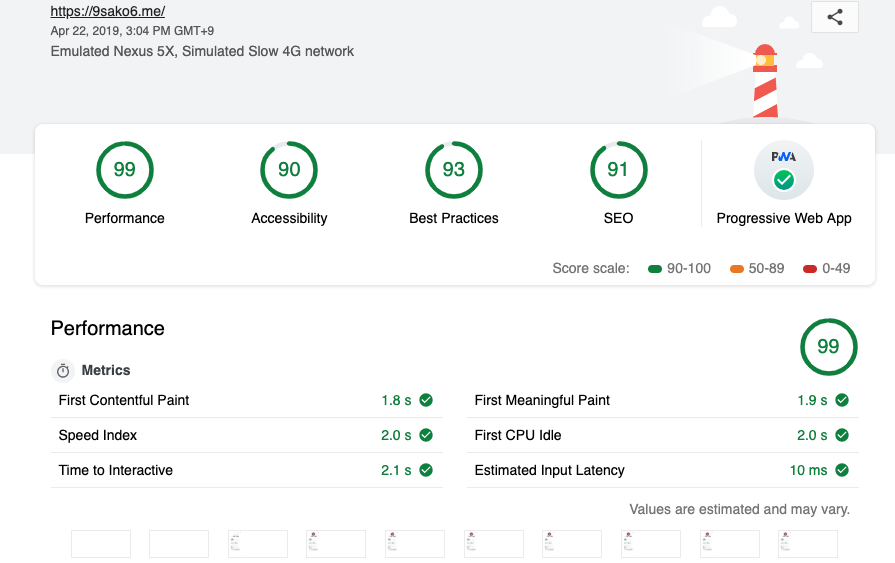 https://9sako6.me/
Apr 22, 2019, 3:04 PM GMT+9
Emulated Nexus 5X, Simulated Slow 4G network
99
90
93
91
PWA
Performance
Accessibility
Best Practices
SEO
Progressive Web App
Score scale: 90-100 50-89 0-49
Performance
99
Metrics
First Contentful Paint 1.8 s
First Meaningful Paint 1.9 s
Speed Index 2.0 s
First CPU Idle 2.0 s
Time to Interactive 2.1 s
Estimated Input Latency 10 ms
Values are estimated and may vary.